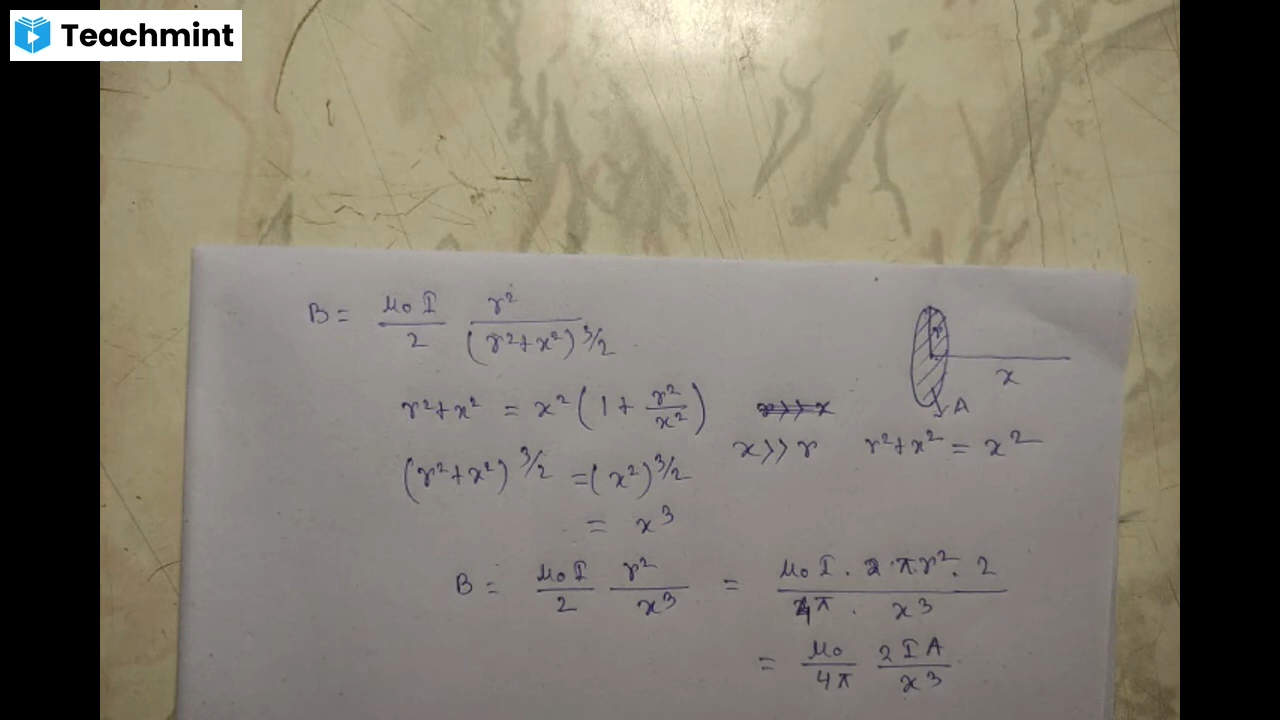 Teachmint
B = μ₀I/2 r²/(r²+x²)^3/2
r
x
A
r²+x² = x²(1+ r²/x²)
x>>r r²+x² = x²
(r²+x²)^3/2 = (x²)^3/2
= x³
B = μ₀I/2 r²/x³ = μ₀I . 2.π.r² . 2/4π . x³
= μ₀/4π 2IA/x³